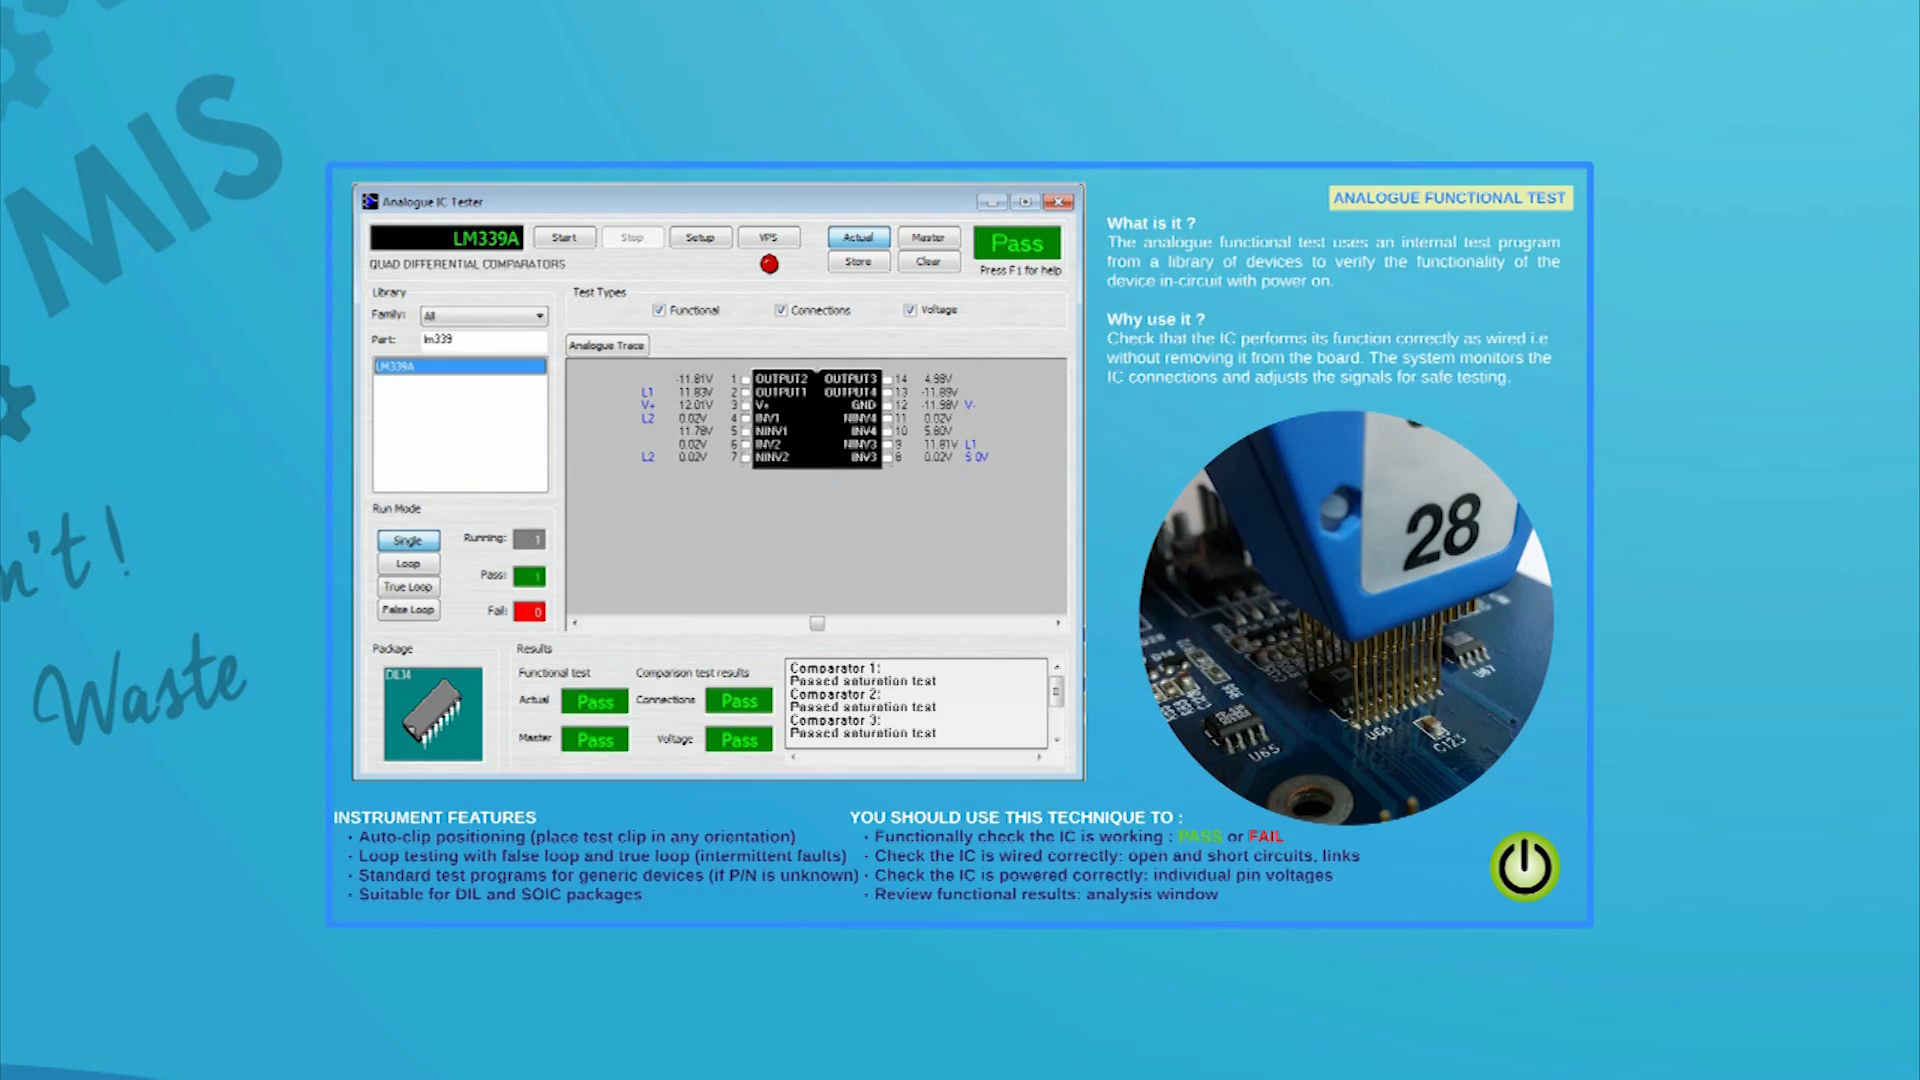 MIS
n't!
Waste
Analogue IC Tester
LM339A
Start
Stop
Setup
VPS
Actual
Master
Pass
QUAD DIFFERENTIAL COMPARATORS
Store
Clear
Press F1 for help
Library
Family:
All
Part:
lm339
LM339A
Test Types
Functional
Connections
Voltage
Analogue Trace
-11.81V 1 OUTPUT2 OUTPUT3 14 4.98V
L1 11.83V 2 OUTPUT1 OUTPUT4 13 -11.89V
V+ 12.01V 3 V+ GND 12 -11.98V V-
L2 0.02V 4 INV1 NINV4 11 0.02V
11.78V 5 NINV1 INV4 10 5.80V
0.02V 6 INV2 NINV3 9 11.81V L1
L2 0.02V 7 NINV2 INV3 8 0.02V S 0V
Run Mode
Single
Loop
True Loop
False Loop
Running: 1
Pass: 1
Fail: 0
Package
DIL14
Results
Functional test
Comparison test results
Actual Pass
Connections Pass
Master Pass
Voltage Pass
Comparator 1:
Passed saturation test
Comparator 2:
Passed saturation test
Comparator 3:
Passed saturation test
ANALOGUE FUNCTIONAL TEST
What is it ?
The analogue functional test uses an internal test program
from a library of devices to verify the functionality of the
device in-circuit with power on.
Why use it ?
Check that the IC performs its function correctly as wired i.e
without removing it from the board. The system monitors the
IC connections and adjusts the signals for safe testing.
28
U67
U66
U65
C123
INSTRUMENT FEATURES
· Auto-clip positioning (place test clip in any orientation)
· Loop testing with false loop and true loop (intermittent faults)
· Standard test programs for generic devices (if P/N is unknown)
· Suitable for DIL and SOIC packages
YOU SHOULD USE THIS TECHNIQUE TO :
· Functionally check the IC is working : PASS or FAIL
· Check the IC is wired correctly: open and short circuits, links
· Check the IC is powered correctly: individual pin voltages
· Review functional results: analysis window